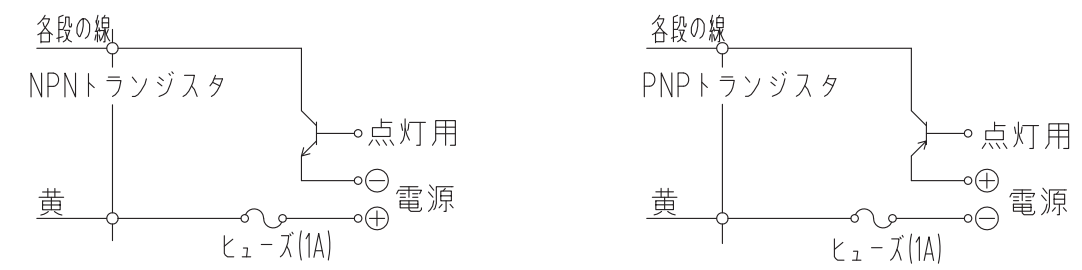 各段の線
NPNトランジスタ
点灯用
⊖
電源
黄
⊕
ヒューズ(1A)
各段の線
PNPトランジスタ
点灯用
⊕
電源
黄
⊖
ヒューズ(1A)